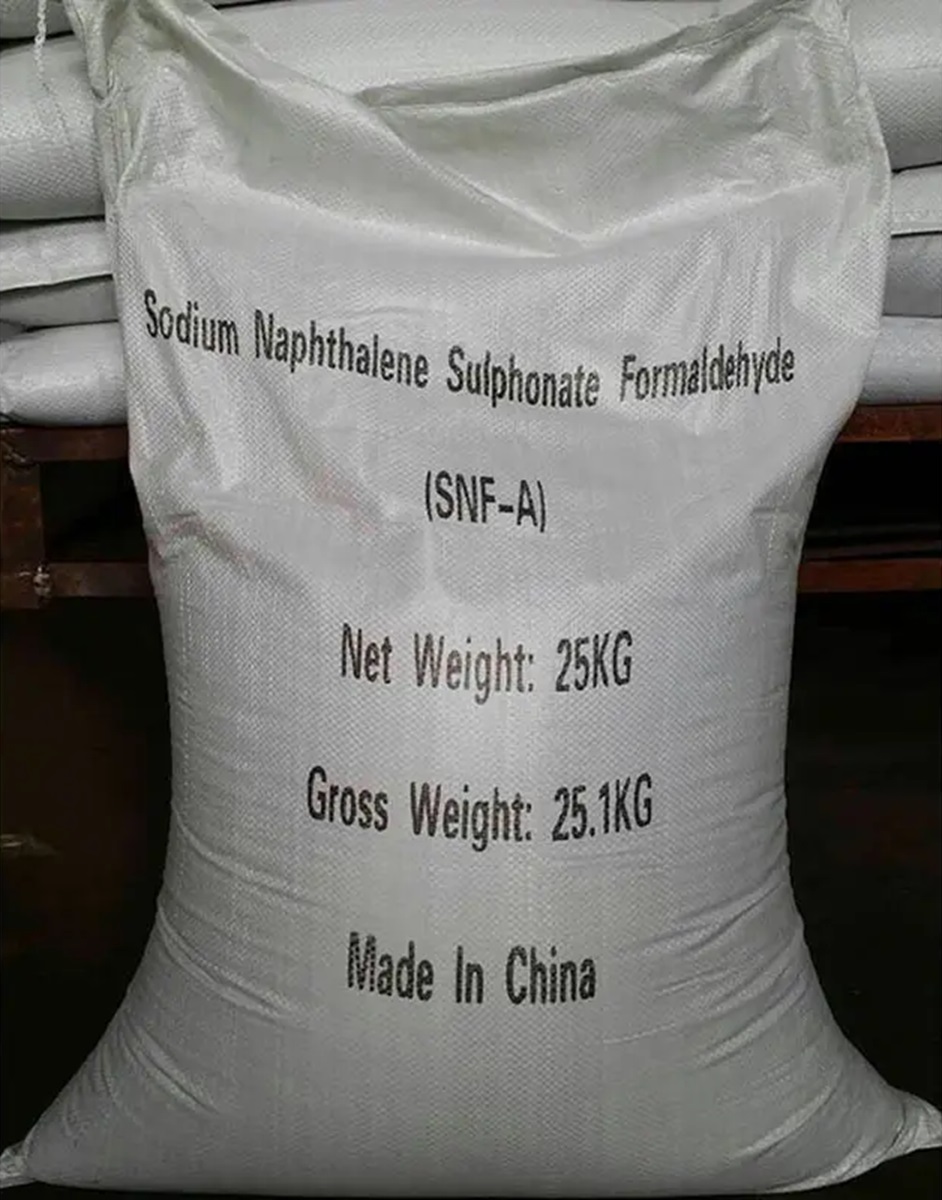 Sodium Naphthalene Sulphonate Formaldehyde
(SNF-A)
Net Weight: 25KG
Gross Weight: 25.1KG
Made In China